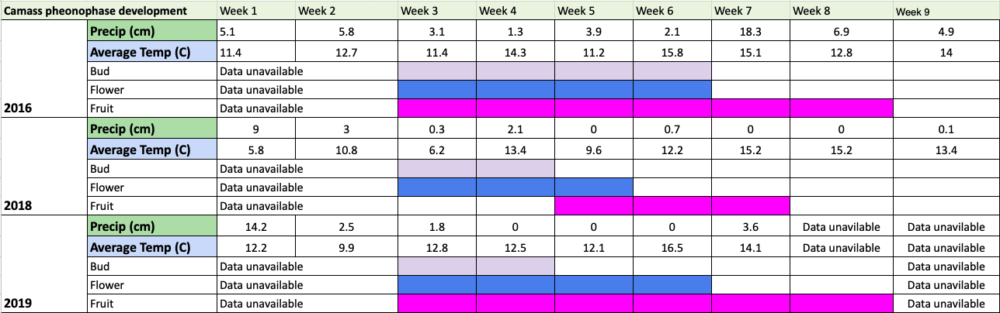 Camass pheonophase development Week 1 Week 2 Week 3 Week 4 Week 5 Week 6 Week 7 Week 8 Week 9
Precip (cm) 5.1 5.8 3.1 1.3 3.9 2.1 18.3 6.9 4.9
Average Temp (C) 11.4 12.7 11.4 14.3 11.2 15.8 15.1 12.8 14
Bud Data unavailable
Flower Data unavailable
2016 Fruit Data unavailable
Precip (cm) 9 3 0.3 2.1 0 0.7 0 0 0.1
Average Temp (C) 5.8 10.8 6.2 13.4 9.6 12.2 15.2 15.2 13.4
Bud Data unavailable
Flower Data unavailable
2018 Fruit Data unavailable
Precip (cm) 14.2 2.5 1.8 0 0 0 3.6 Data unavilable Data unavailable
Average Temp (C) 12.2 9.9 12.8 12.5 12.1 16.5 14.1 Data unavilable Data unavailable
Bud Data unavailable Data unavailable
Flower Data unavailable Data unavailable
2019 Fruit Data unavailable Data unavailable